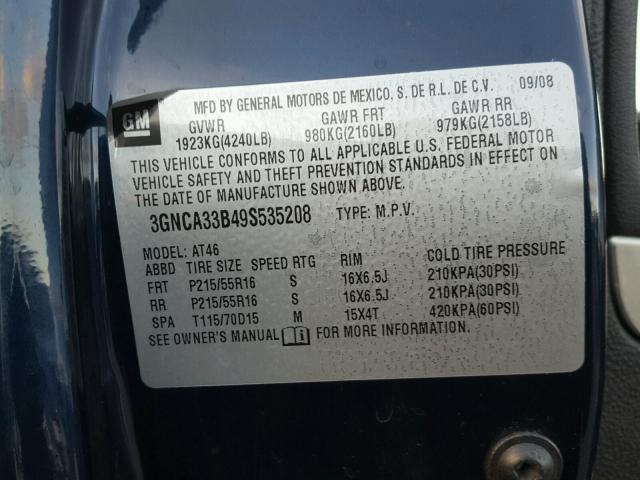 GM
MFD BY GENERAL MOTORS DE MEXICO, S. DE R.L. DE C.V. 09/08
GVWR GAWR FRT GAWR RR
1923KG(4240LB) 980KG(2160LB) 979KG(2158LB)
THIS VEHICLE CONFORMS TO ALL APPLICABLE U.S. FEDERAL MOTOR
VEHICLE SAFETY AND THEFT PREVENTION STANDARDS IN EFFECT ON
THE DATE OF MANUFACTURE SHOWN ABOVE.
3GNCA33B49S535208 TYPE: M.P.V.
MODEL: AT46
ABBD TIRE SIZE SPEED RTG RIM COLD TIRE PRESSURE
FRT P215/55R16 S 16X6.5J 210KPA(30PSI)
RR P215/55R16 S 16X6.5J 210KPA(30PSI)
SPA T115/70D15 M 15X4T 420KPA(60PSI)
SEE OWNER'S MANUAL i FOR MORE INFORMATION.